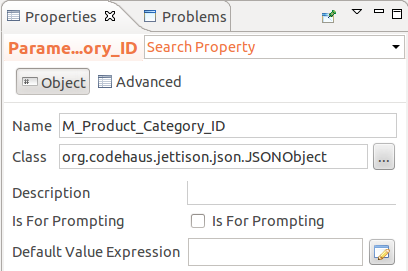 Properties Problems
Parame...ory_ID Search Property
Object Advanced
Name M_Product_Category_ID
Class org.codehaus.jettison.json.JSONObject ...
Description
Is For Prompting Is For Prompting
Default Value Expression